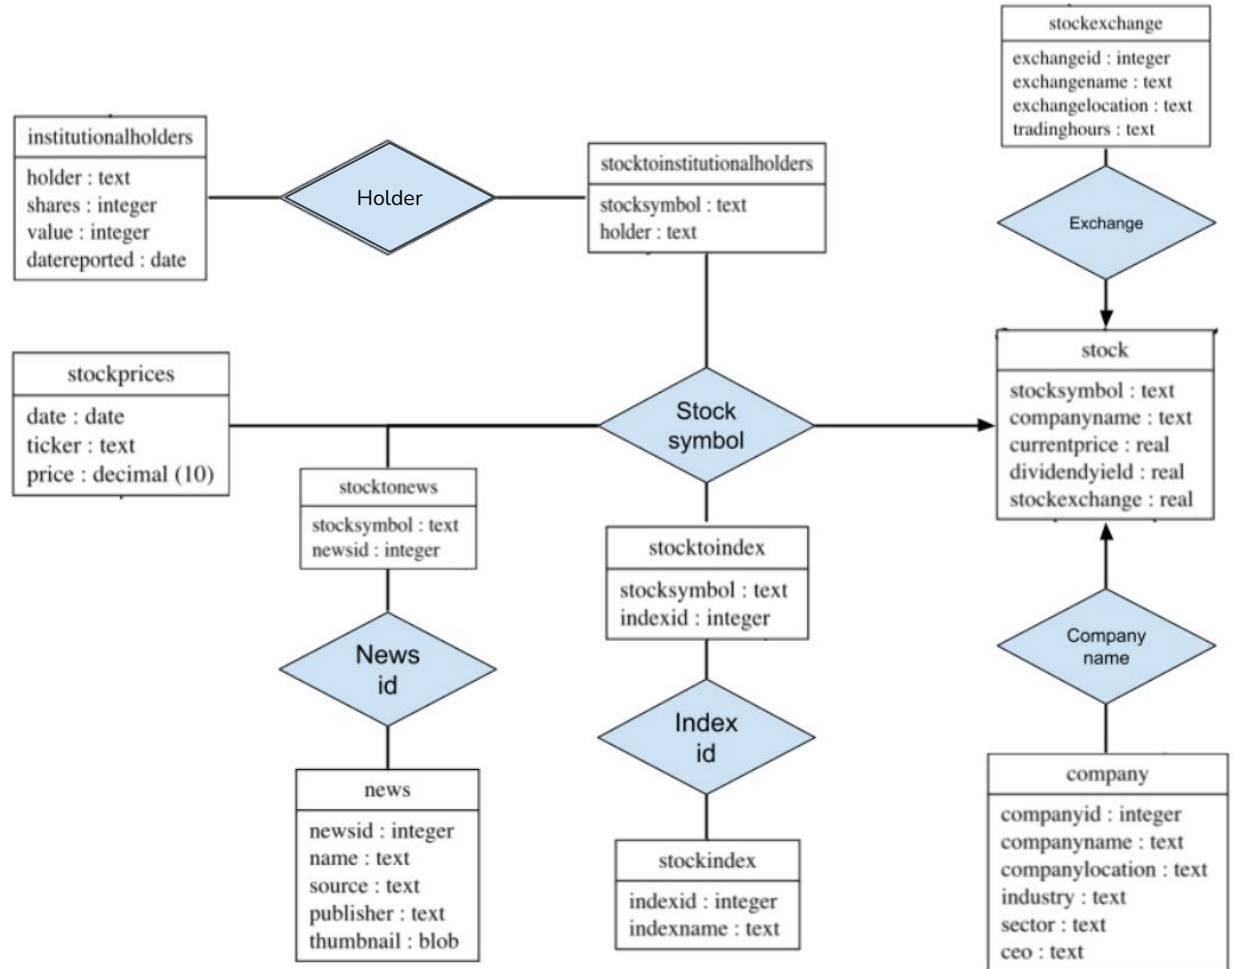 stockexchange
exchangeid : integer
exchangename : text
exchangelocation : text
tradinghours : text
institutionalholders
holder : text
shares : integer
value : integer
datereported : date
Holder
stocktoinstitutionalholders
stocksymbol : text
holder : text
Exchange
stockprices
date : date
ticker : text
price : decimal (10)
Stock
symbol
stock
stocksymbol : text
companyname : text
currentprice : real
dividendyield : real
stockexchange : real
stocktonews
stocksymbol : text
newsid : integer
stocktoindex
stocksymbol : text
indexid : integer
News
id
Index
id
Company
name
news
newsid : integer
name : text
source : text
publisher : text
thumbnail : blob
stockindex
indexid : integer
indexname : text
company
companyid : integer
companyname : text
companylocation : text
industry : text
sector : text
ceo : text